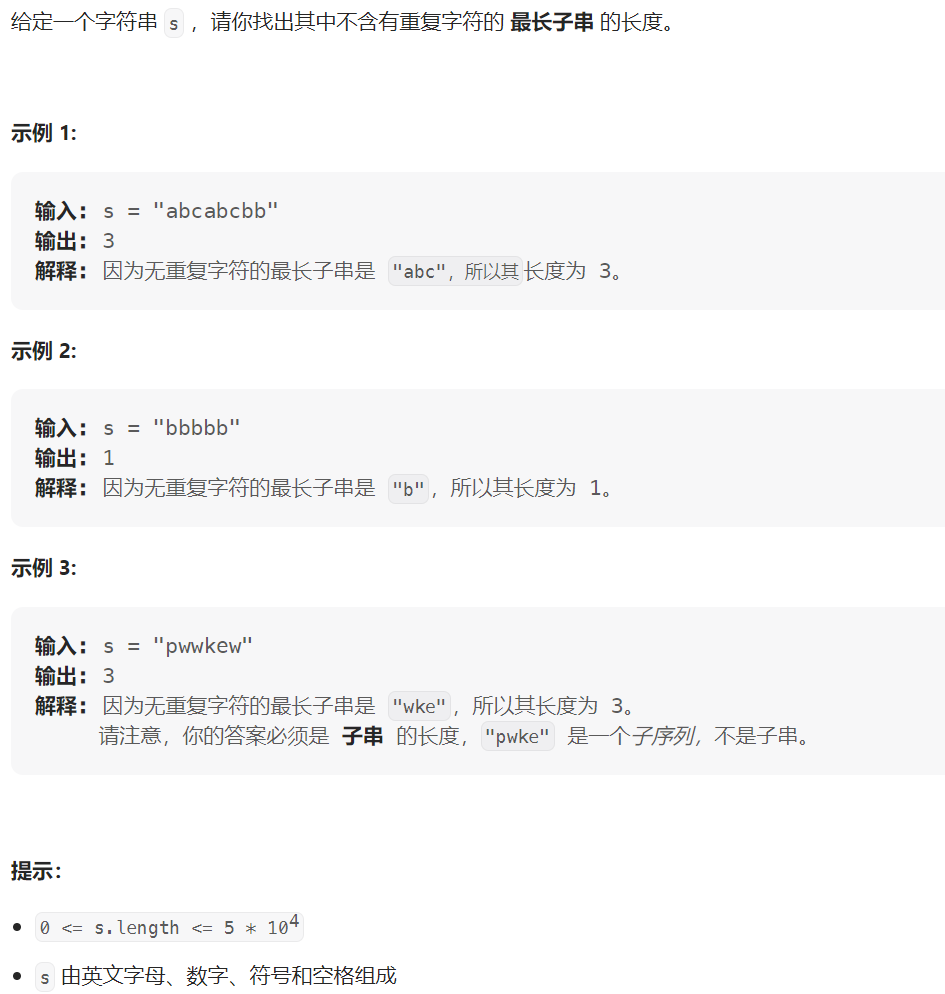 给定一个字符串 s ，请你找出其中不含有重复字符的 最长子串 的长度。
示例 1:
输入: s = "abcabcbb"
输出: 3
解释: 因为无重复字符的最长子串是 "abc"，所以其长度为 3。
示例 2:
输入: s = "bbbbb"
输出: 1
解释: 因为无重复字符的最长子串是 "b"，所以其长度为 1。
示例 3:
输入: s = "pwwkew"
输出: 3
解释: 因为无重复字符的最长子串是 "wke"，所以其长度为 3。
请注意，你的答案必须是 子串 的长度，"pwke" 是一个子序列，不是子串。
提示：
• 0 <= s.length <= 5 * 10⁴
• s 由英文字母、数字、符号和空格组成